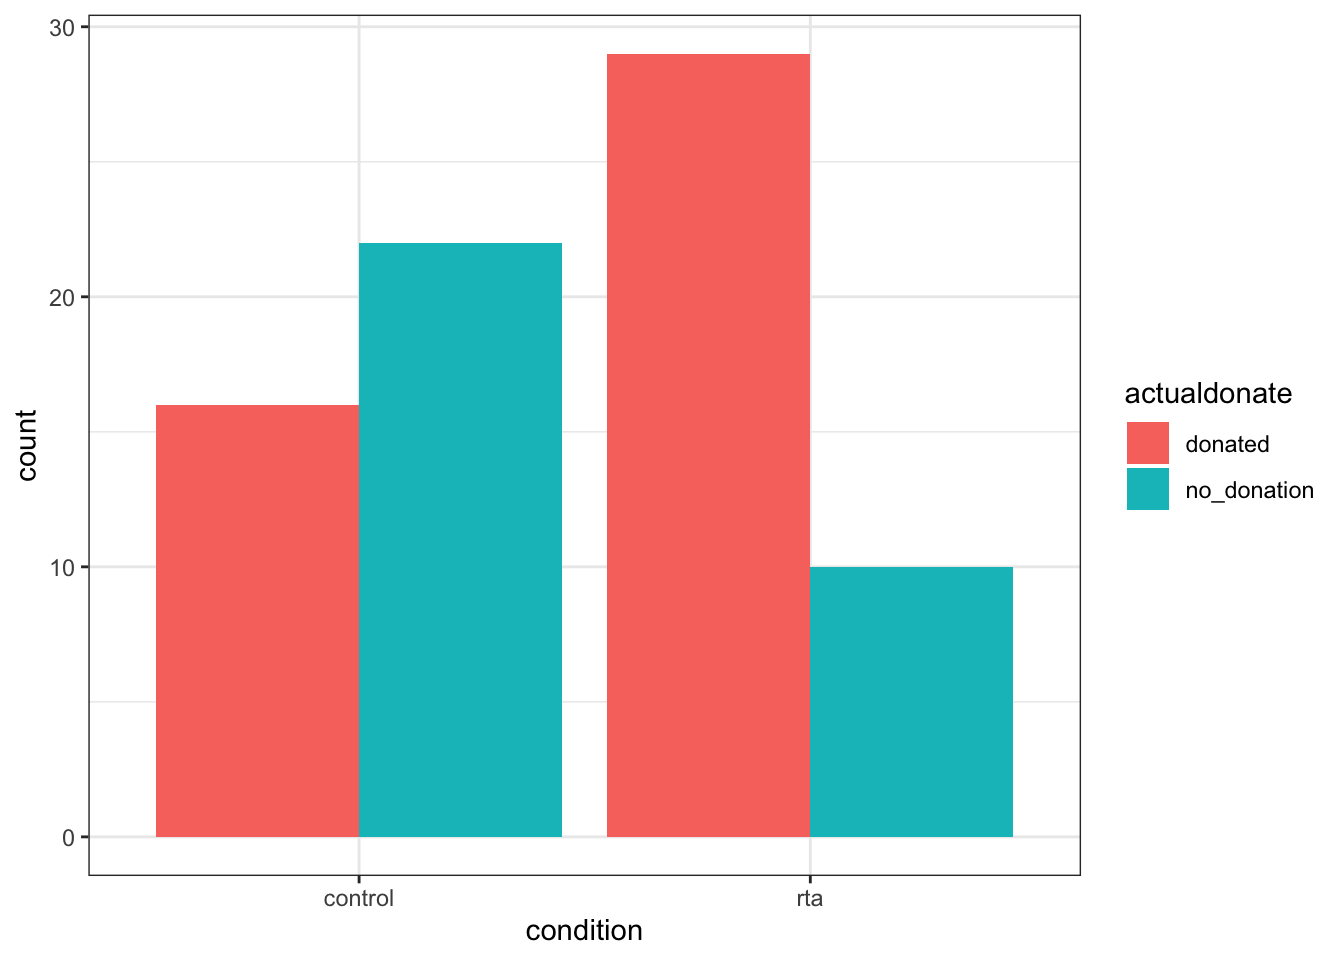 30
20
10
0
count
control
rta
condition
actualdonate
donated
no_donation